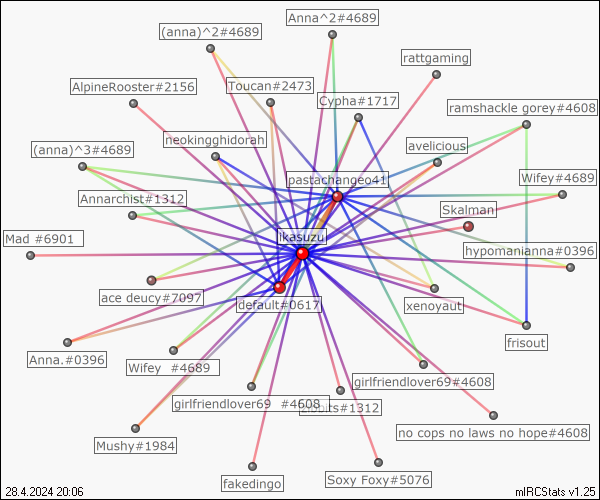 Anna^2#4689
(anna)^2#4689
rattgaming
AlpineRooster#2156
Toucan#2473
Cypha#1717
ramshackle gorey#4608
neokingghidorah
avelicious
(anna)^3#4689
pastachangeo41
Wifey#4689
Annarchist#1312
Skalman
ikasuzu
Mad #6901
hypomanianna#0396
ace deucy#7097
default#0617
xenoyaut
frisout
Anna.#0396
Wifey #4689
girlfriendlover69#4608
girlfriendlover69 #4608
#1312
no cops no laws no hope#4608
Mushy#1984
fakedingo
Soxy Foxy#5076
28.4.2024 20:06
mIRCStats v1.25